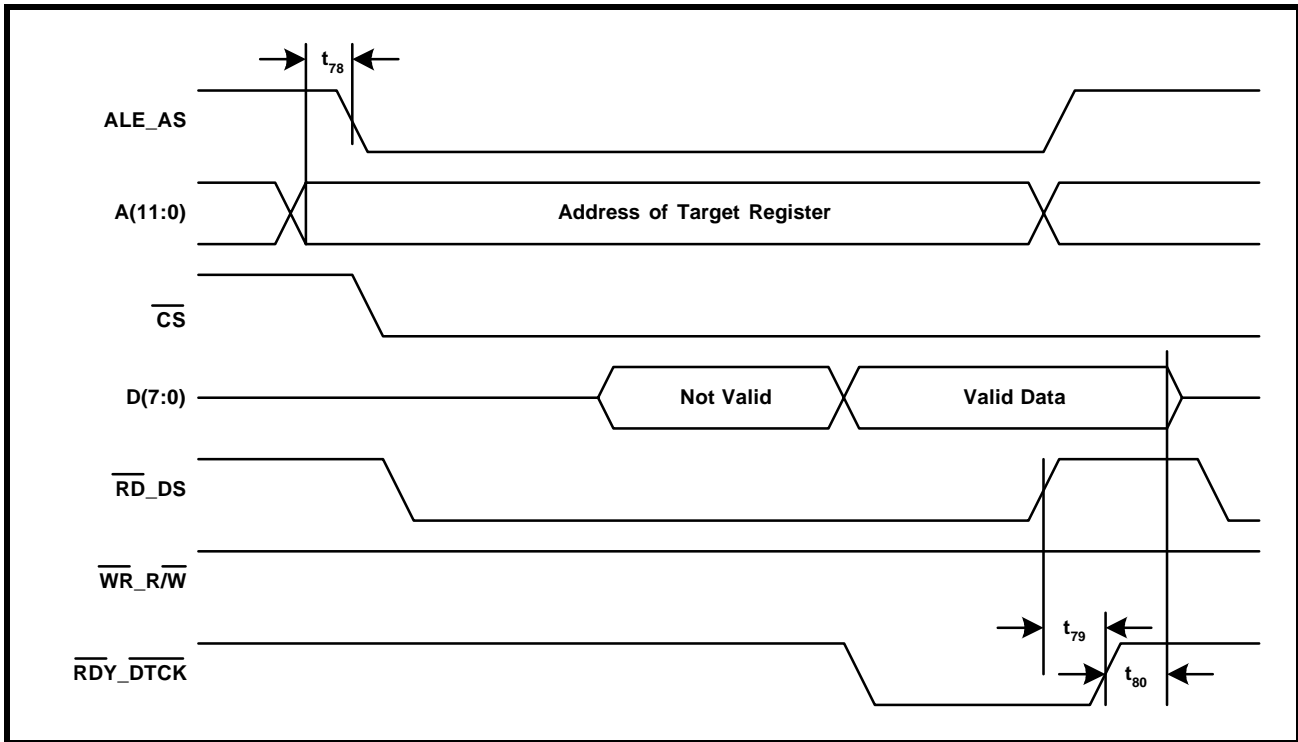 t78
ALE_AS
A(11:0) Address of Target Register
CS
D(7:0) Not Valid Valid Data
RD_DS
WR_R/W
t79
RDY_DTCK
t80